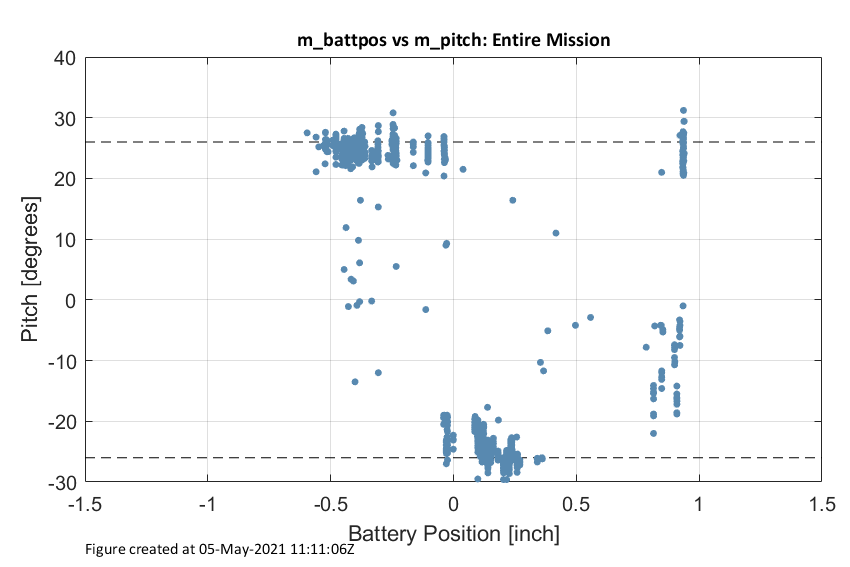 m_battpos vs m_pitch: Entire Mission
40
30
20
10
0
-10
-20
-30
Pitch [degrees]
-1.5 -1 -0.5 0 0.5 1 1.5
Battery Position [inch]
Figure created at 05-May-2021 11:11:06Z